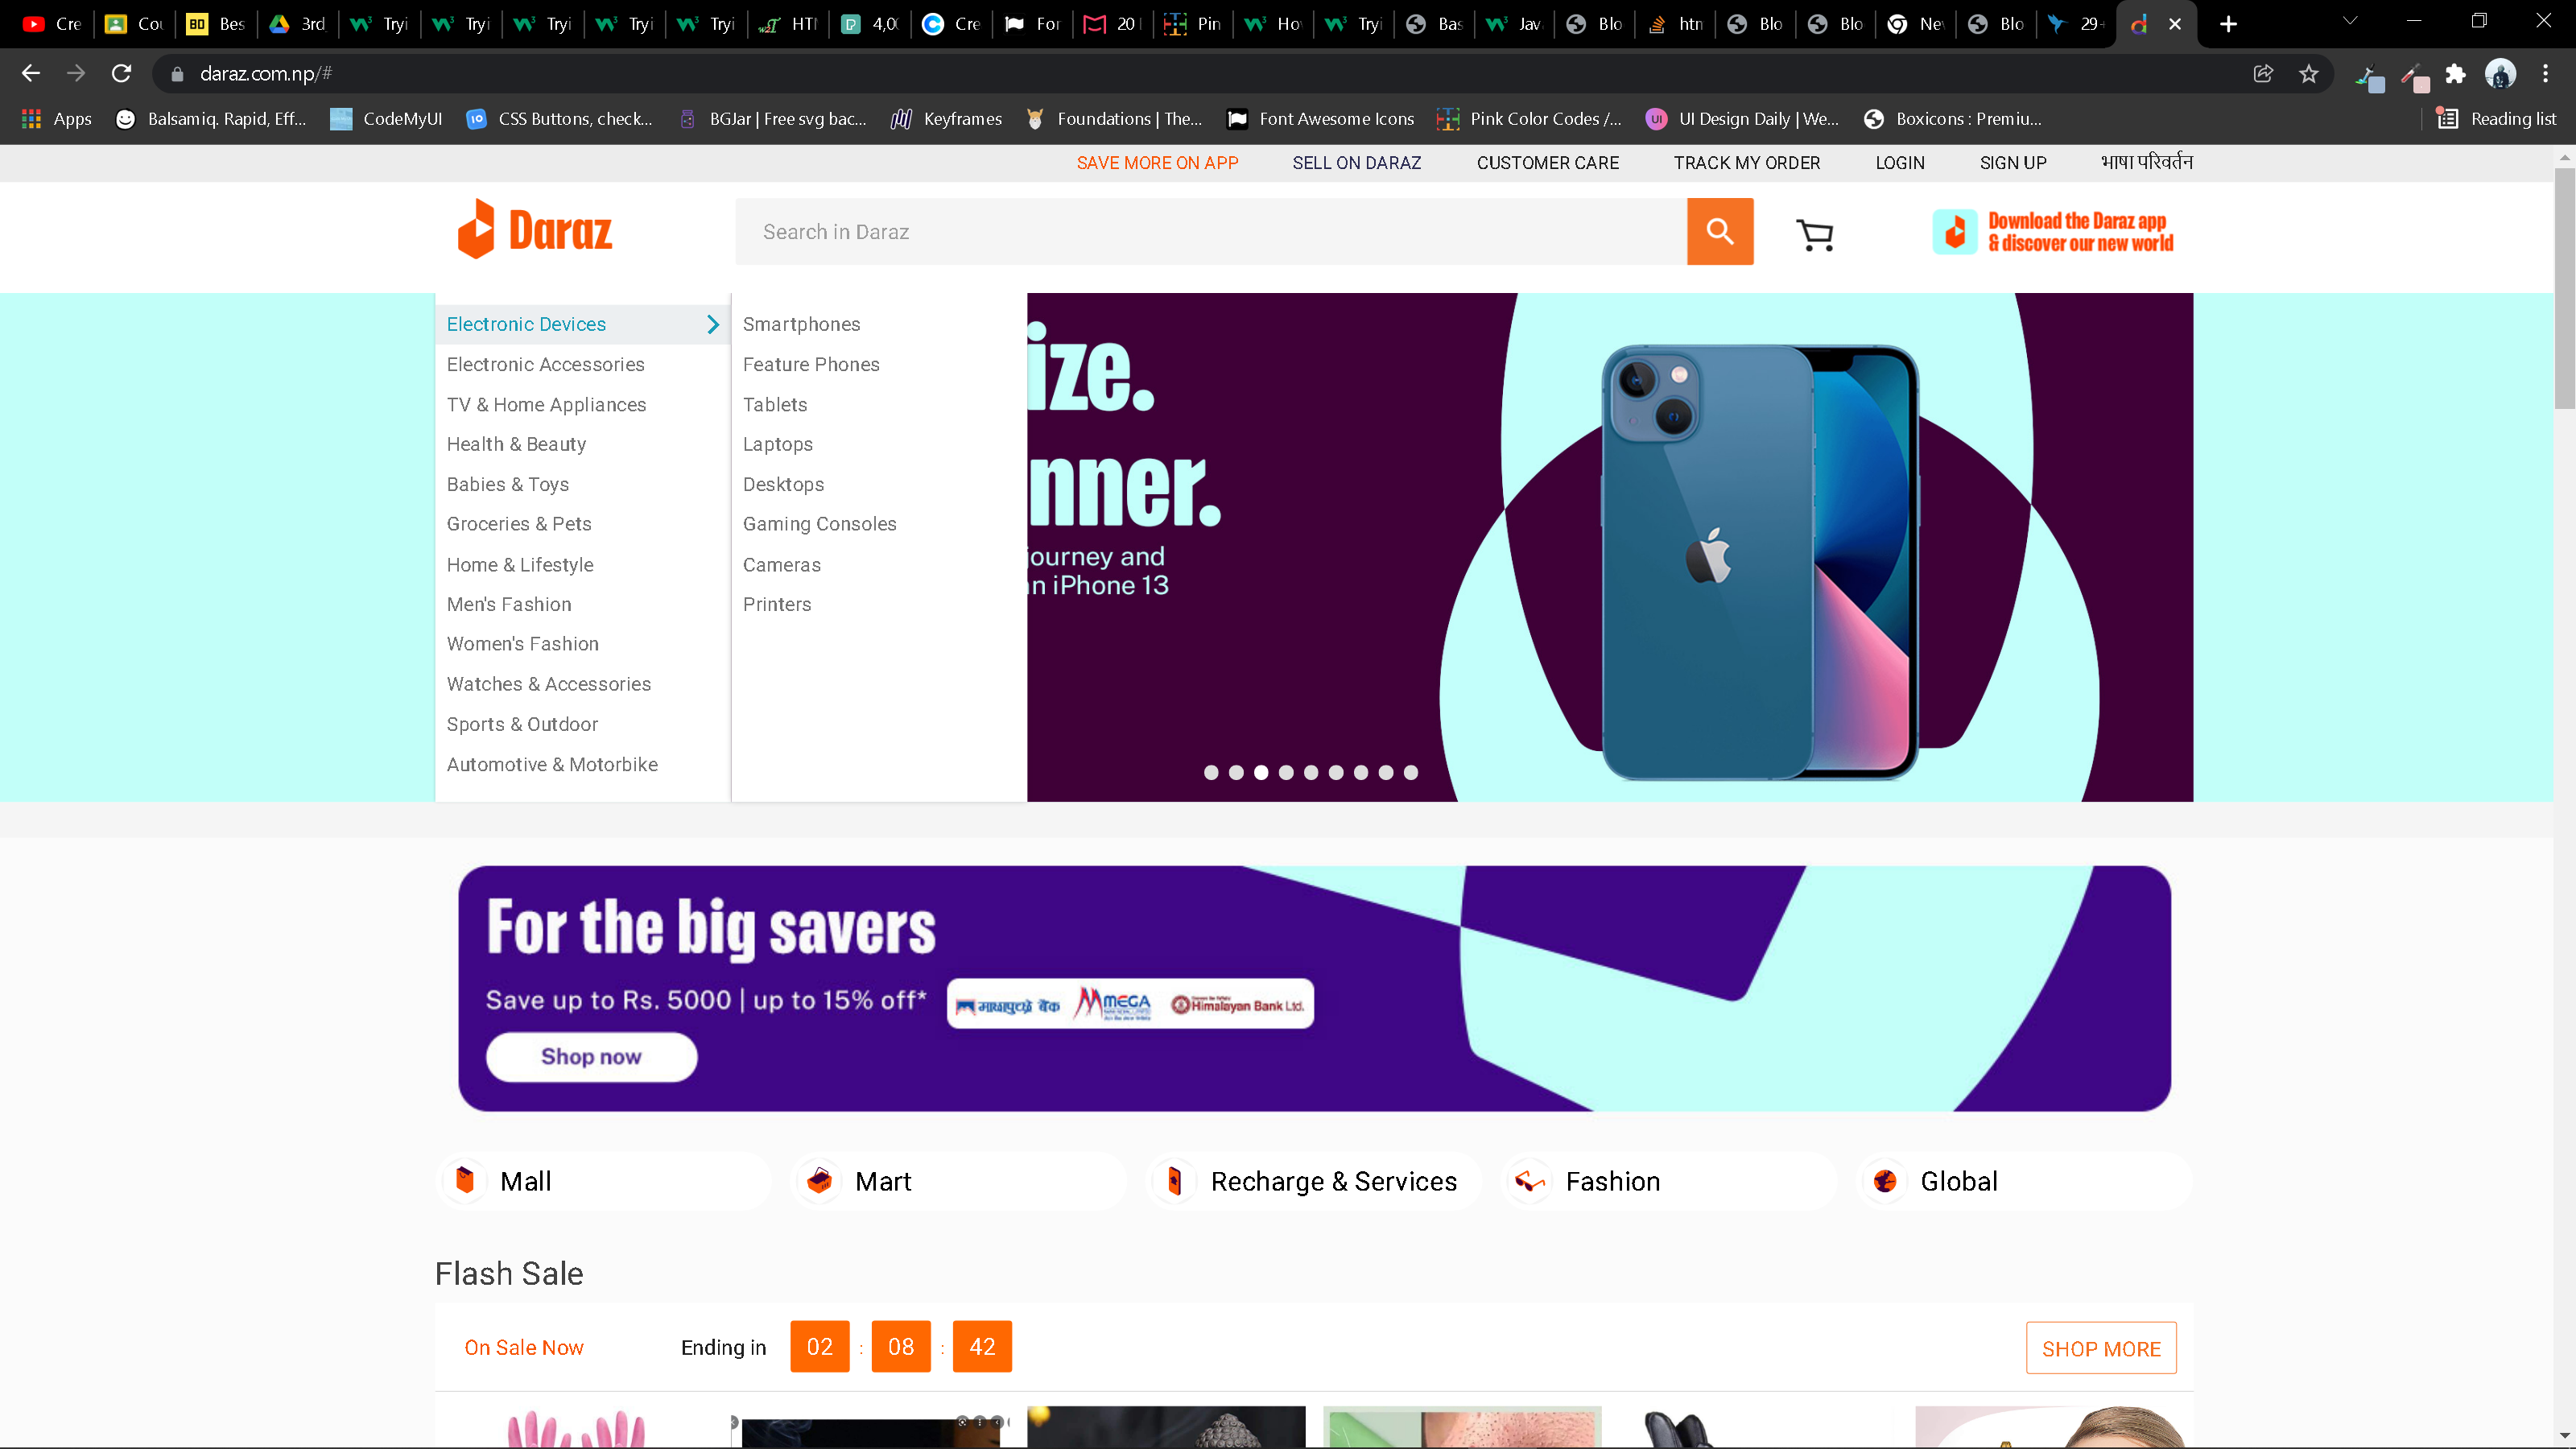 Cre
Cou
BO Bes
3rd
Tryi
Tryi
Tryi
Tryi
Tryi
HTM
4,00
Cre
For
20
Pin
Ho
Tryi
Bas
Jav
Blo
htm
Blo
Blo
Nev
Blo
29+
daraz.com.np/#
Apps
Balsamiq. Rapid, Eff...
CodeMyUI
CSS Buttons, check...
BGJar | Free svg bac...
Keyframes
Foundations | The...
Font Awesome Icons
Pink Color Codes /...
UI Design Daily | We...
Boxicons : Premiu...
Reading list
SAVE MORE ON APP
SELL ON DARAZ
CUSTOMER CARE
TRACK MY ORDER
LOGIN
SIGN UP
भाषा परिवर्तन
Daraz
Search in Daraz
Download the Daraz app
& discover our new world
Electronic Devices
Electronic Accessories
TV & Home Appliances
Health & Beauty
Babies & Toys
Groceries & Pets
Home & Lifestyle
Men's Fashion
Women's Fashion
Watches & Accessories
Sports & Outdoor
Automotive & Motorbike
Smartphones
Feature Phones
Tablets
Laptops
Desktops
Gaming Consoles
Cameras
Printers
ize.
nner.
ourney and
n iPhone 13
For the big savers
Save up to Rs. 5000 | up to 15% off*
माछापुच्छ्रे बैंक
MEGA
Himalayan Bank Ltd.
Shop now
Mall
Mart
Recharge & Services
Fashion
Global
Flash Sale
On Sale Now
Ending in
02 : 08 : 42
SHOP MORE